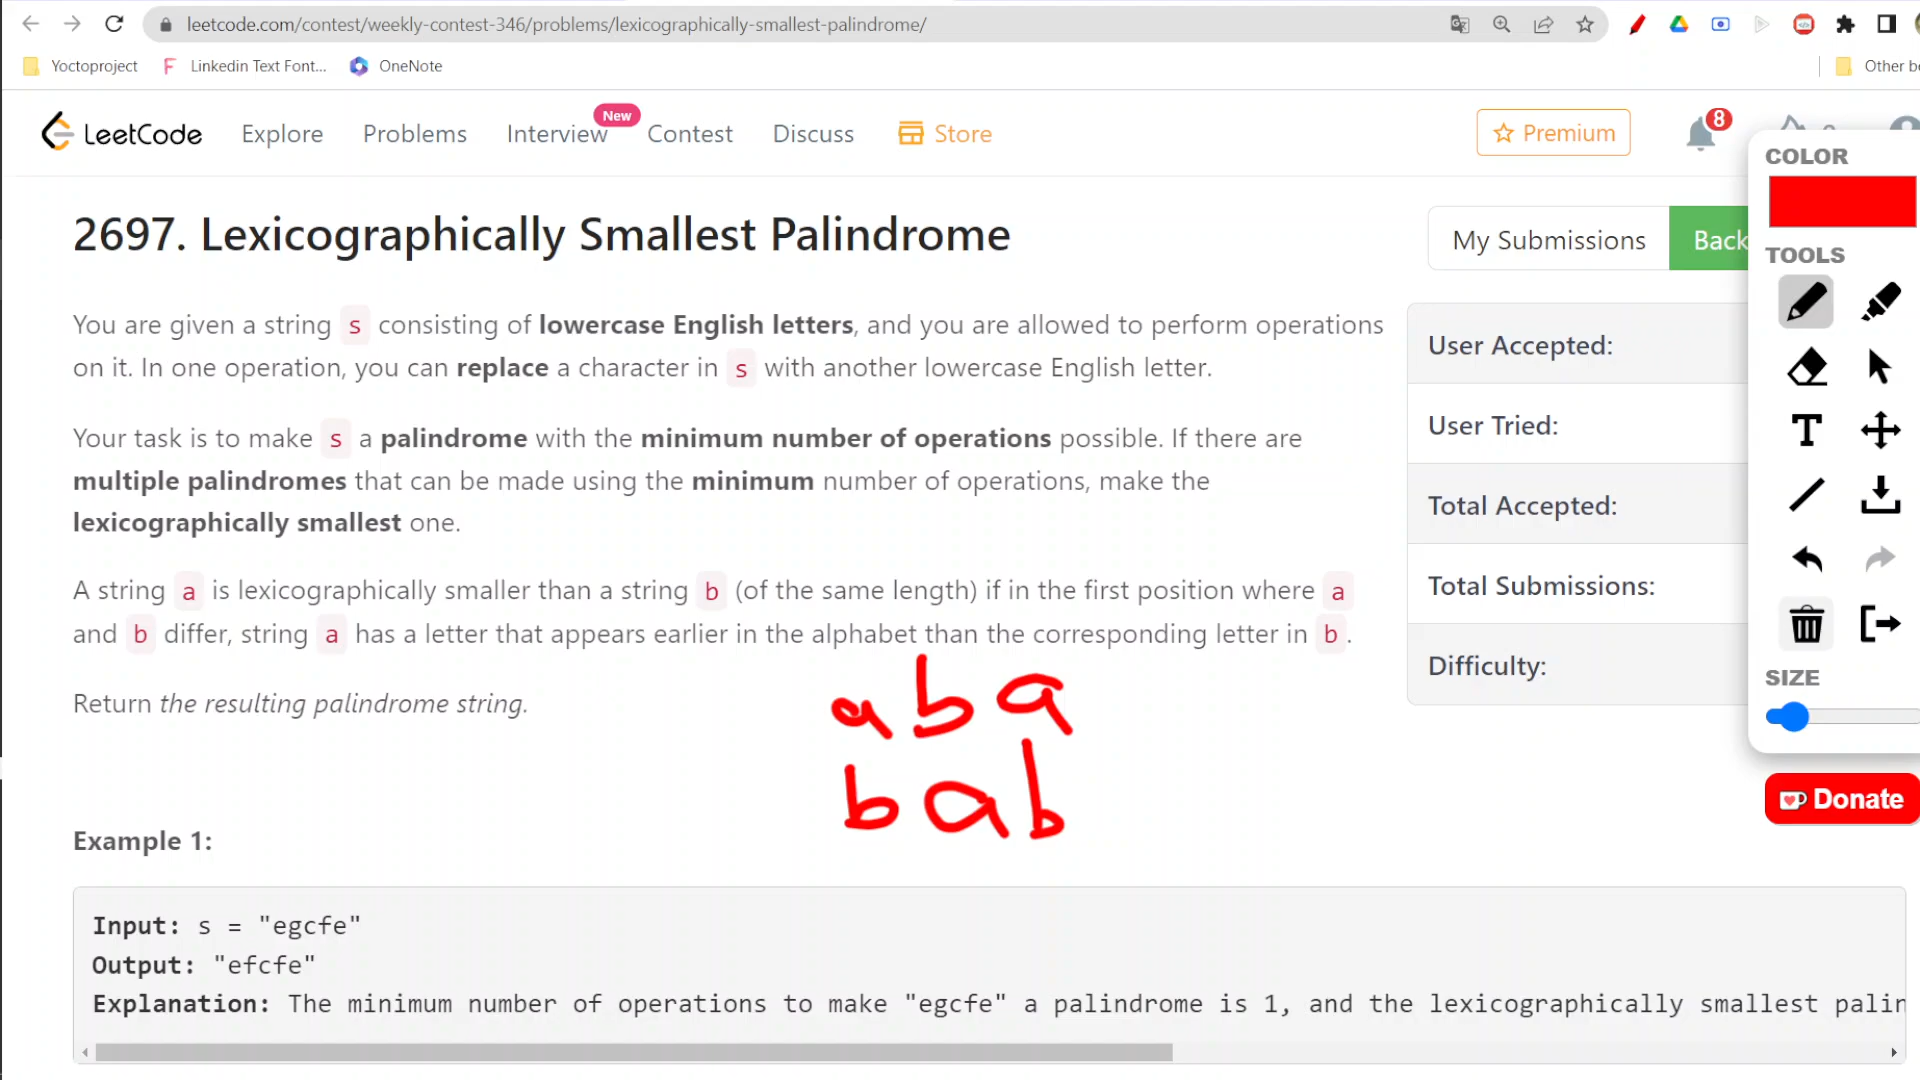 leetcode.com/contest/weekly-contest-346/problems/lexicographically-smallest-palindrome/
Yoctoproject
Linkedin Text Font...
OneNote
Other be
LeetCode
Explore
Problems
Interview
New
Contest
Discuss
Store
Premium
8
2697. Lexicographically Smallest Palindrome
My Submissions
Back
You are given a string s consisting of lowercase English letters, and you are allowed to perform operations
on it. In one operation, you can replace a character in s with another lowercase English letter.
Your task is to make s a palindrome with the minimum number of operations possible. If there are
multiple palindromes that can be made using the minimum number of operations, make the
lexicographically smallest one.
A string a is lexicographically smaller than a string b (of the same length) if in the first position where a
and b differ, string a has a letter that appears earlier in the alphabet than the corresponding letter in b.
Return the resulting palindrome string.
a b a
b a b
Example 1:
Input: s = "egcfe"
Output: "efcfe"
Explanation: The minimum number of operations to make "egcfe" a palindrome is 1, and the lexicographically smallest palin
User Accepted:
User Tried:
Total Accepted:
Total Submissions:
Difficulty:
COLOR
TOOLS
T
SIZE
Donate